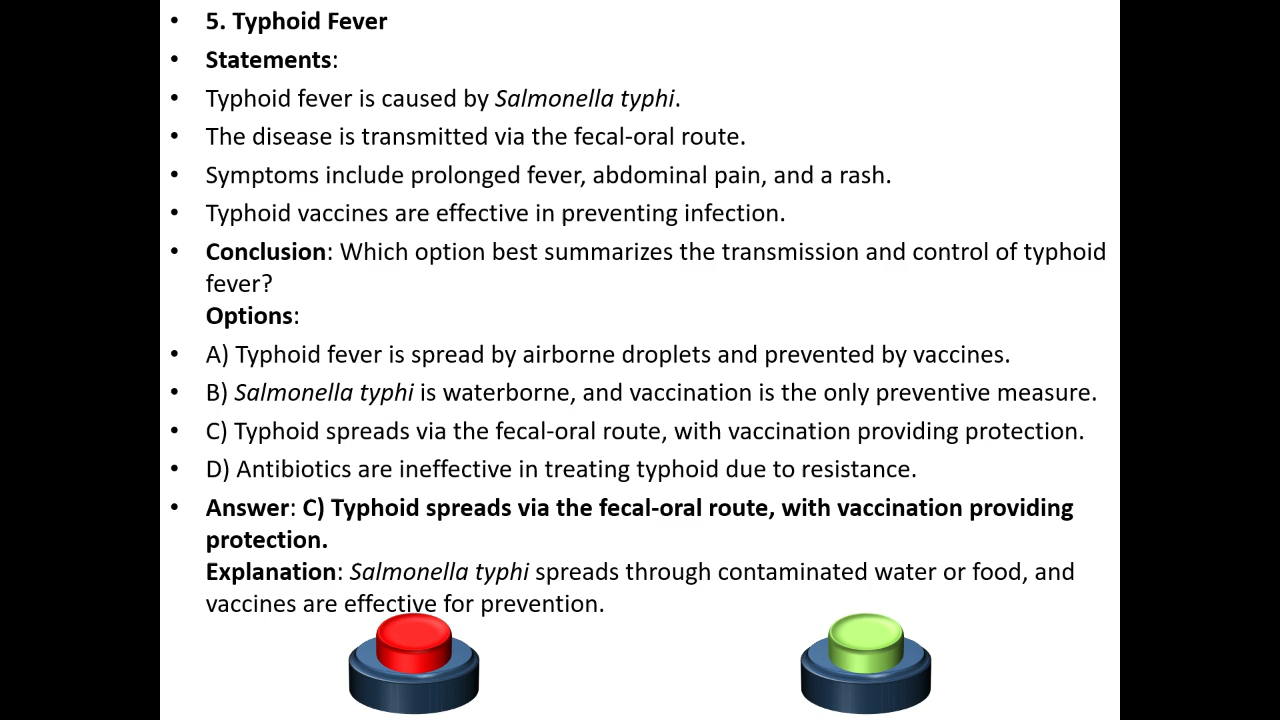 • 5. Typhoid Fever
• Statements:
• Typhoid fever is caused by Salmonella typhi.
• The disease is transmitted via the fecal-oral route.
• Symptoms include prolonged fever, abdominal pain, and a rash.
• Typhoid vaccines are effective in preventing infection.
• Conclusion: Which option best summarizes the transmission and control of typhoid
fever?
Options:
• A) Typhoid fever is spread by airborne droplets and prevented by vaccines.
• B) Salmonella typhi is waterborne, and vaccination is the only preventive measure.
• C) Typhoid spreads via the fecal-oral route, with vaccination providing protection.
• D) Antibiotics are ineffective in treating typhoid due to resistance.
• Answer: C) Typhoid spreads via the fecal-oral route, with vaccination providing
protection.
Explanation: Salmonella typhi spreads through contaminated water or food, and
vaccines are effective for prevention.